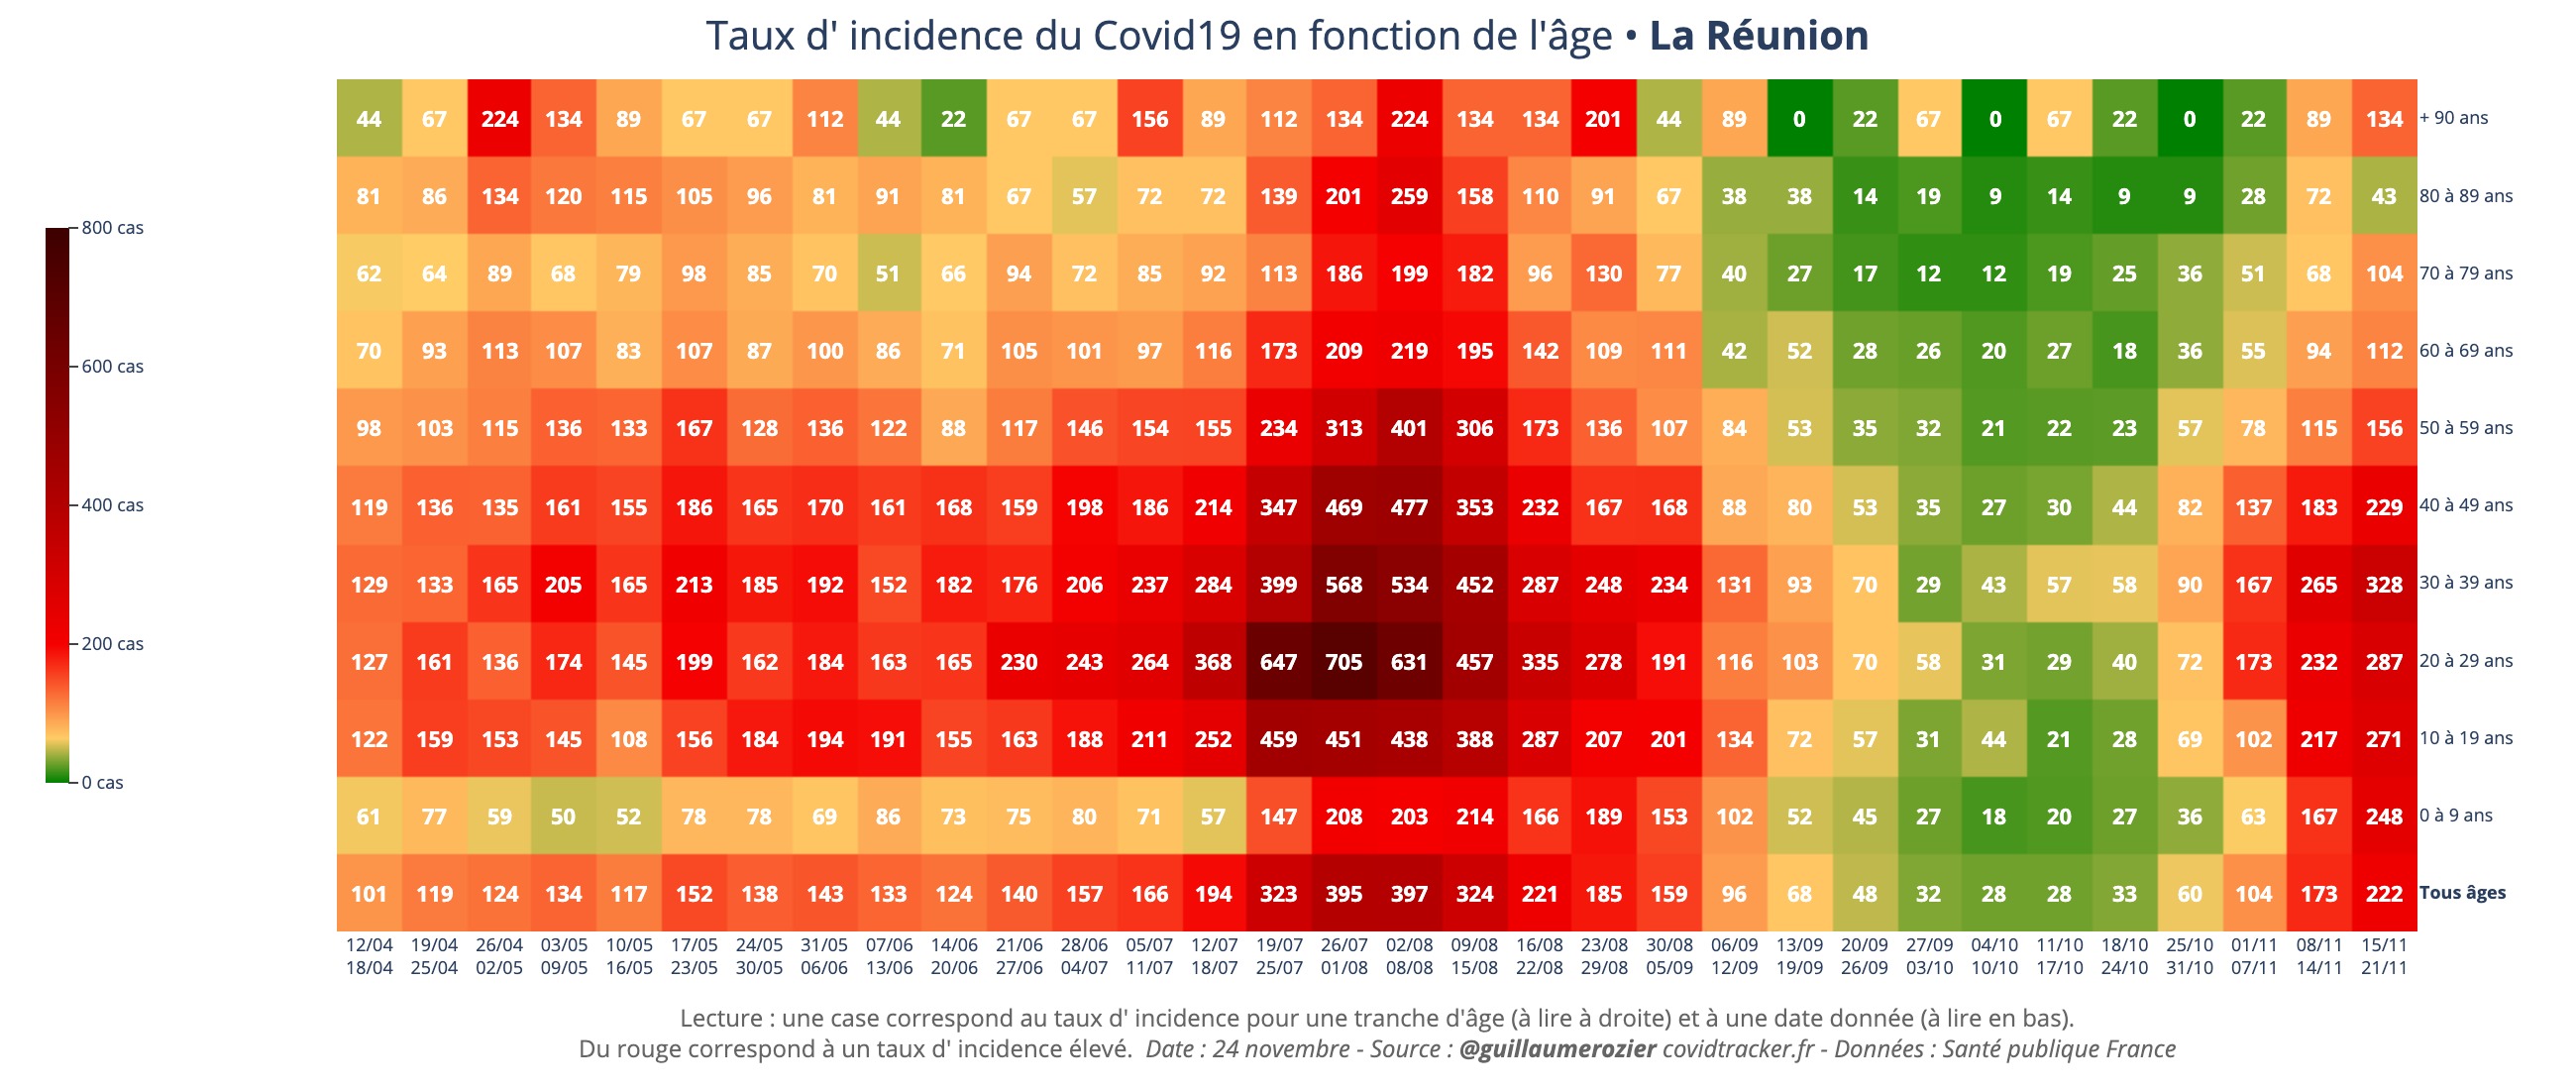 Taux d' incidence du Covid19 en fonction de l'âge • La Réunion
800 cas
600 cas
400 cas
200 cas
0 cas
44 67 224 134 89 67 67 112 44 22 67 67 156 89 112 134 224 134 134 201 44 89 0 22 67 0 67 22 0 22 89 134 + 90 ans
81 86 134 120 115 105 96 81 91 81 67 57 72 72 139 201 259 158 110 91 67 38 38 14 19 9 14 9 9 28 72 43 80 à 89 ans
62 64 89 68 79 98 85 70 51 66 94 72 85 92 113 186 199 182 96 130 77 40 27 17 12 12 19 25 36 51 68 104 70 à 79 ans
70 93 113 107 83 107 87 100 86 71 105 101 97 116 173 209 219 195 142 109 111 42 52 28 26 20 27 18 36 55 94 112 60 à 69 ans
98 103 115 136 133 167 128 136 122 88 117 146 154 155 234 313 401 306 173 136 107 84 53 35 32 21 22 23 57 78 115 156 50 à 59 ans
119 136 135 161 155 186 165 170 161 168 159 198 186 214 347 469 477 353 232 167 168 88 80 53 35 27 30 44 82 137 183 229 40 à 49 ans
129 133 165 205 165 213 185 192 152 182 176 206 237 284 399 568 534 452 287 248 234 131 93 70 29 43 57 58 90 167 265 328 30 à 39 ans
127 161 136 174 145 199 162 184 163 165 230 243 264 368 647 705 631 457 335 278 191 116 103 70 58 31 29 40 72 173 232 287 20 à 29 ans
122 159 153 145 108 156 184 194 191 155 163 188 211 252 459 451 438 388 287 207 201 134 72 57 31 44 21 28 69 102 217 271 10 à 19 ans
61 77 59 50 52 78 78 69 86 73 75 80 71 57 147 208 203 214 166 189 153 102 52 45 27 18 20 27 36 63 167 248 0 à 9 ans
101 119 124 134 117 152 138 143 133 124 140 157 166 194 323 395 397 324 221 185 159 96 68 48 32 28 28 33 60 104 173 222 Tous âges
12/04 19/04 26/04 03/05 10/05 17/05 24/05 31/05 07/06 14/06 21/06 28/06 05/07 12/07 19/07 26/07 02/08 09/08 16/08 23/08 30/08 06/09 13/09 20/09 27/09 04/10 11/10 18/10 25/10 01/11 08/11 15/11
18/04 25/04 02/05 09/05 16/05 23/05 30/05 06/06 13/06 20/06 27/06 04/07 11/07 18/07 25/07 01/08 08/08 15/08 22/08 29/08 05/09 12/09 19/09 26/09 03/10 10/10 17/10 24/10 31/10 07/11 14/11 21/11
Lecture : une case correspond au taux d' incidence pour une tranche d'âge (à lire à droite) et à une date donnée (à lire en bas).
Du rouge correspond à un taux d' incidence élevé. Date : 24 novembre - Source : @guillaumerozier covidtracker.fr - Données : Santé publique France